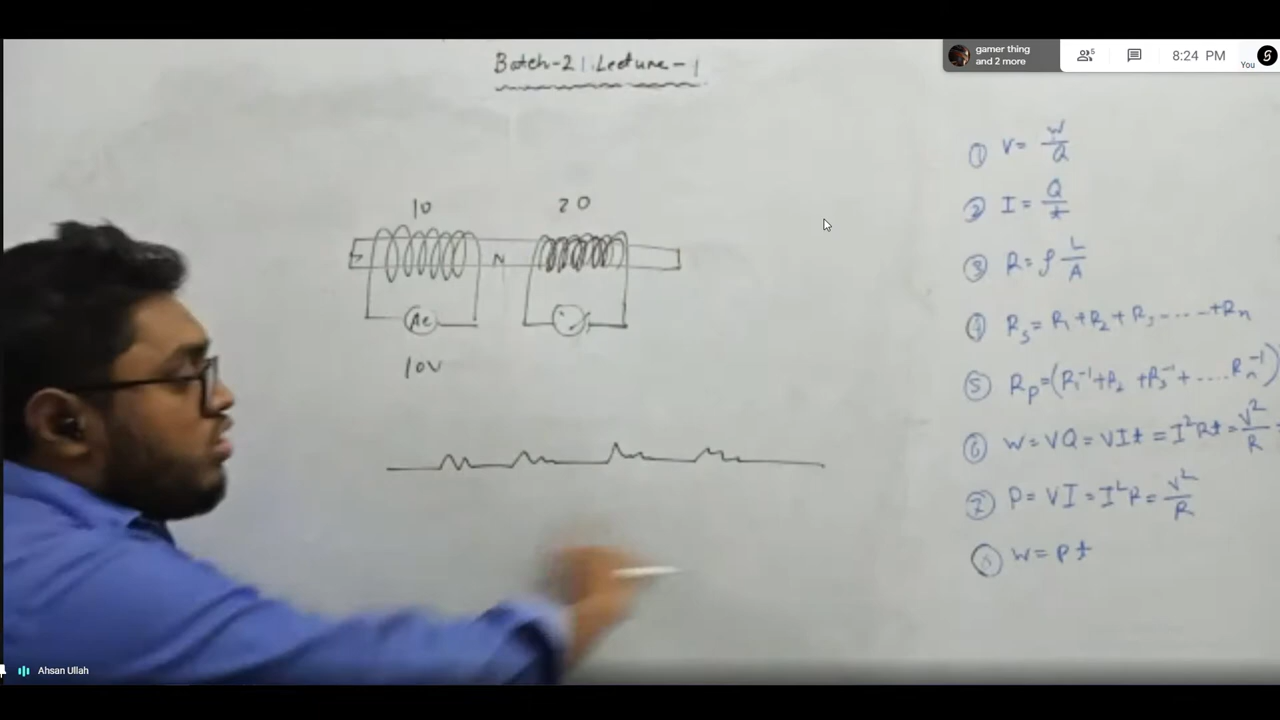 gamer thing
and 2 more
5
8:24 PM
You
Batch-2 | Lecture-1
10
20
N
Ac
10V
① V = W/Q
② I = Q/t
③ R = ρ L/A
④ Rs = R1 + R2 + R3 ----- + Rn
⑤ Rp = (R1⁻¹ + R2 + R3⁻¹ + .... Rn⁻¹)
⑥ W = VQ = VIt = I²Rt = V²/R
⑦ P = VI = I²R = V²/R
W = Pt
Ahsan Ullah